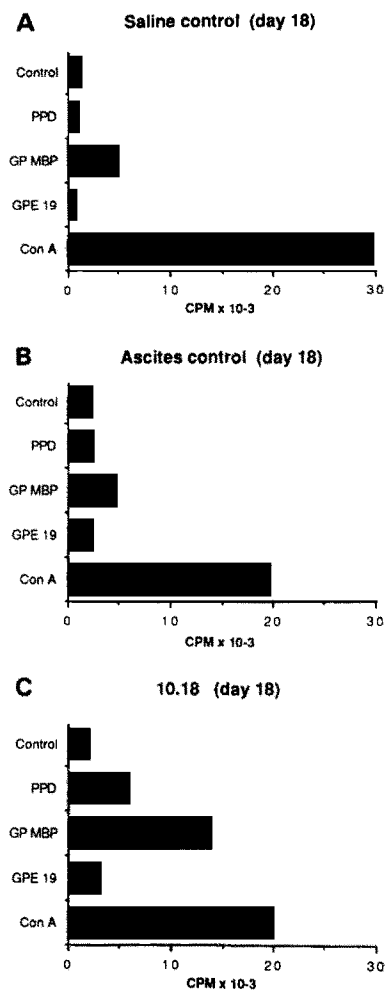 A Saline control (day 18)
Control
PPD
GP MBP
GPE 19
Con A
0 10 20 30
CPM x 10-3
B Ascites control (day 18)
Control
PPD
GP MBP
GPE 19
Con A
0 10 20 30
CPM x 10-3
C 10.18 (day 18)
Control
PPD
GP MBP
GPE 19
Con A
0 10 20 30
CPM x 10-3